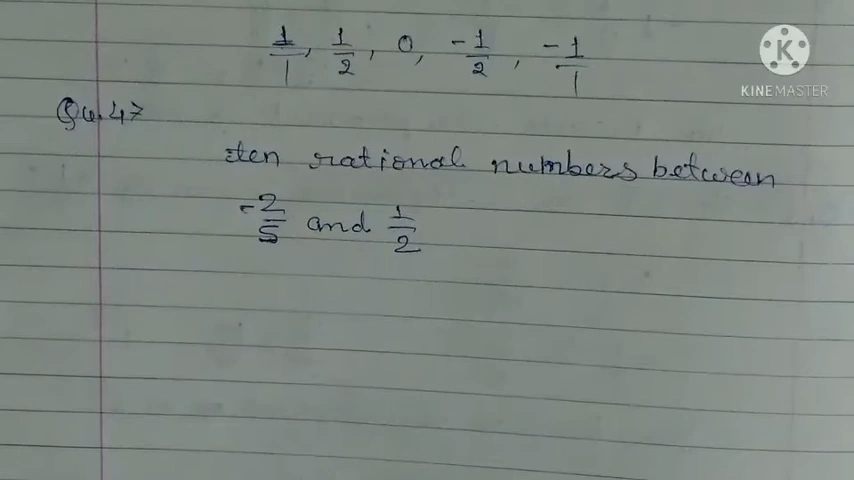 1/1, 1/2, 0, -1/2, -1/1
K
KINEMASTER
Qu.47
ten rational numbers between
-2/5 and 1/2